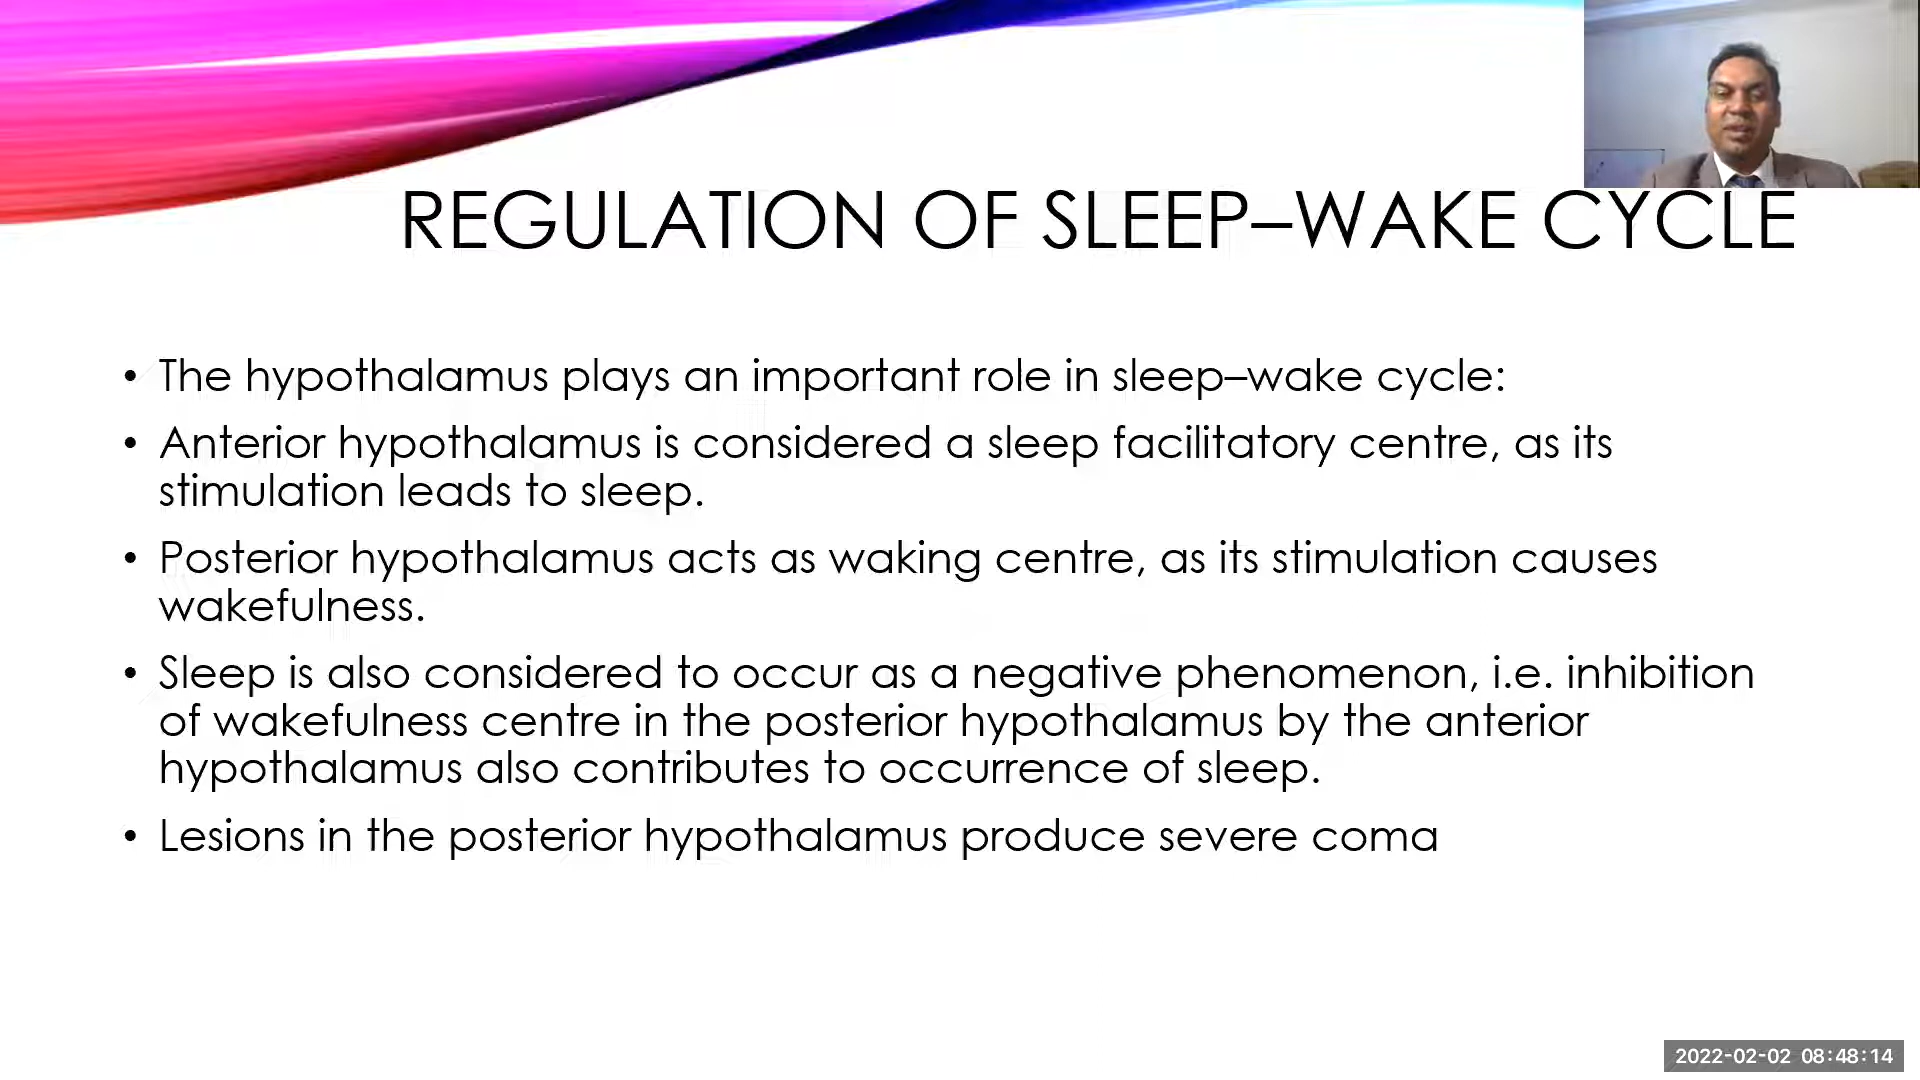 REGULATION OF SLEEP–WAKE CYCLE
• The hypothalamus plays an important role in sleep–wake cycle:
• Anterior hypothalamus is considered a sleep facilitatory centre, as its
stimulation leads to sleep.
• Posterior hypothalamus acts as waking centre, as its stimulation causes
wakefulness.
• Sleep is also considered to occur as a negative phenomenon, i.e. inhibition
of wakefulness centre in the posterior hypothalamus by the anterior
hypothalamus also contributes to occurrence of sleep.
• Lesions in the posterior hypothalamus produce severe coma
2022-02-02 08:48:14